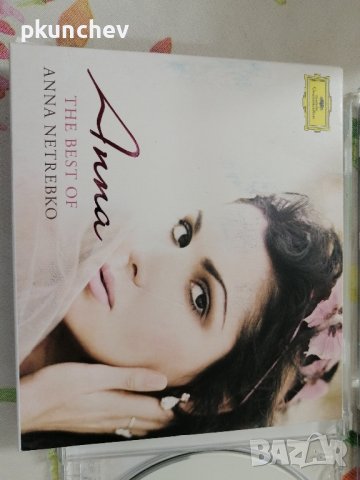 pkunchev
Anna
THE BEST OF
ANNA NETREBKO
BAZAR